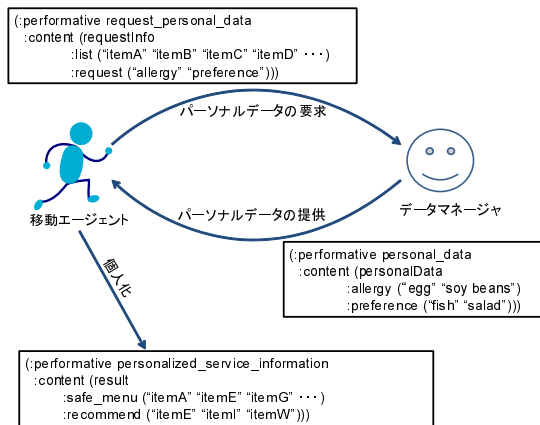 (:performative request_personal_data
:content (requestInfo
:list (“itemA” “itemB” “itemC” “itemD” ･･･)
:request (“allergy” “preference”)))
パーソナルデータの要求
移動エージェント
データマネージャ
パーソナルデータの提供
(:performative personal_data
:content (personalData
:allergy (“egg” “soy beans”)
:preference (“fish” “salad”)))
個人化
(:performative personalized_service_information
:content (result
:safe_menu (“itemA” “itemE” “itemG” ･･･)
:recommend (“itemE” “itemI” “itemW”)))